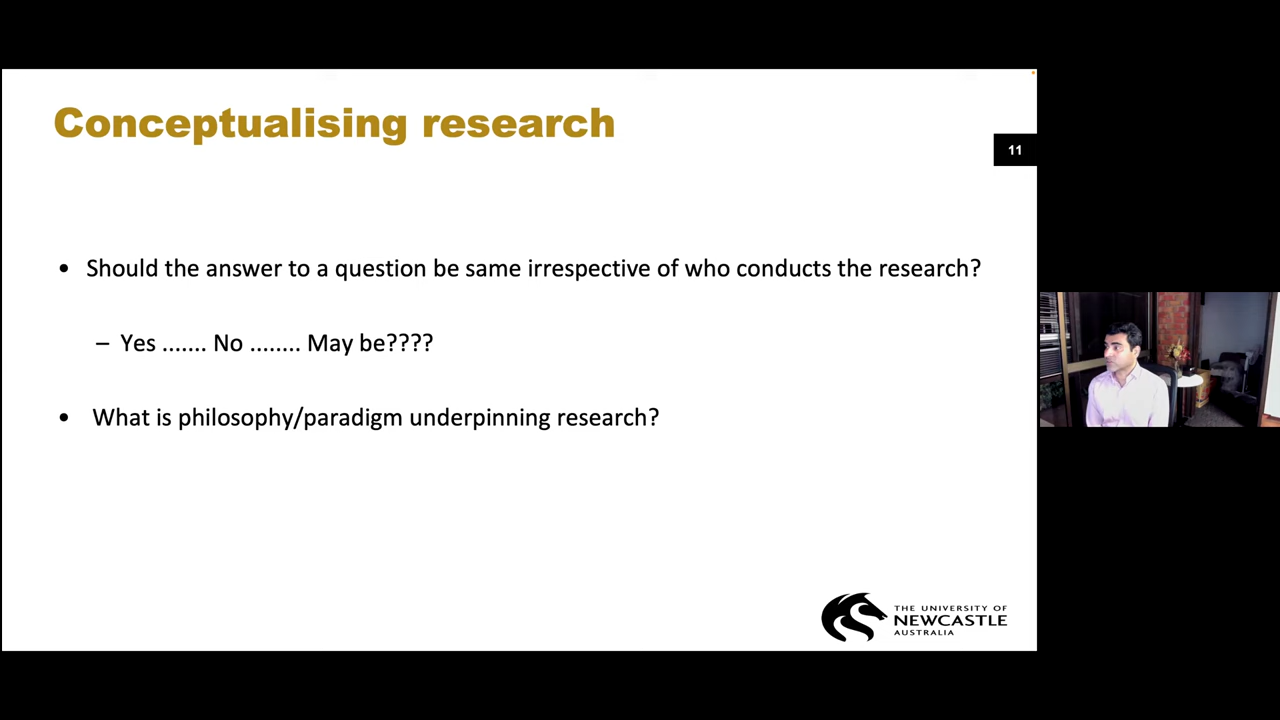 Conceptualising research
11
• Should the answer to a question be same irrespective of who conducts the research?
– Yes ....... No ........ May be????
• What is philosophy/paradigm underpinning research?
THE UNIVERSITY OF
NEWCASTLE
AUSTRALIA